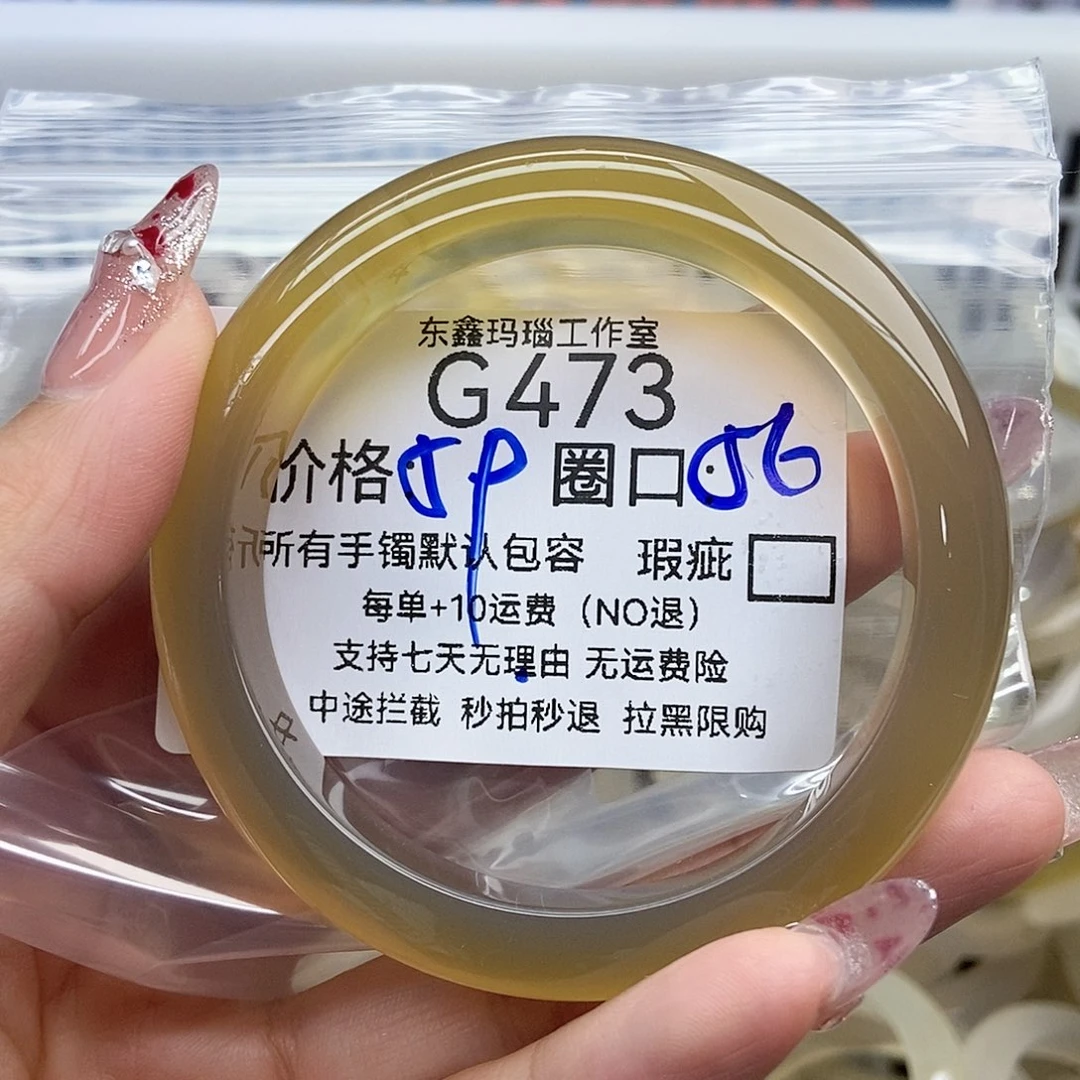 东鑫玛瑙工作室
G473
价格:59 圈口:56
所有手镯默认包容 瑕疵
每单+10运费（NO退）
支持七天无理由 无运费险
中途拦截 秒拍秒退 拉黑限购